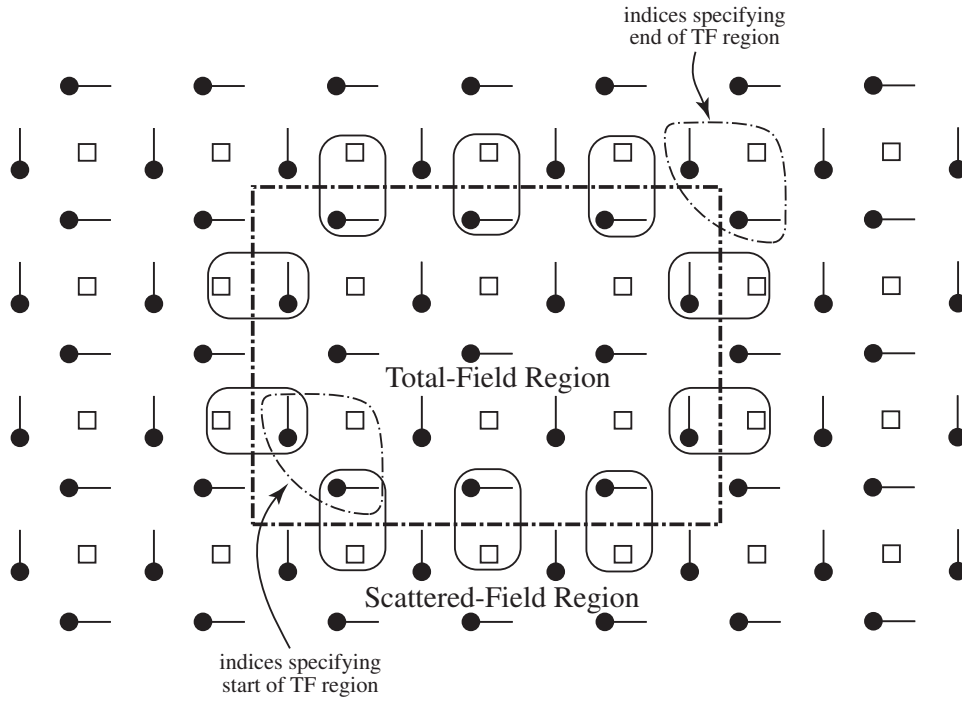 indices specifying
end of TF region
Total-Field Region
Scattered-Field Region
indices specifying
start of TF region